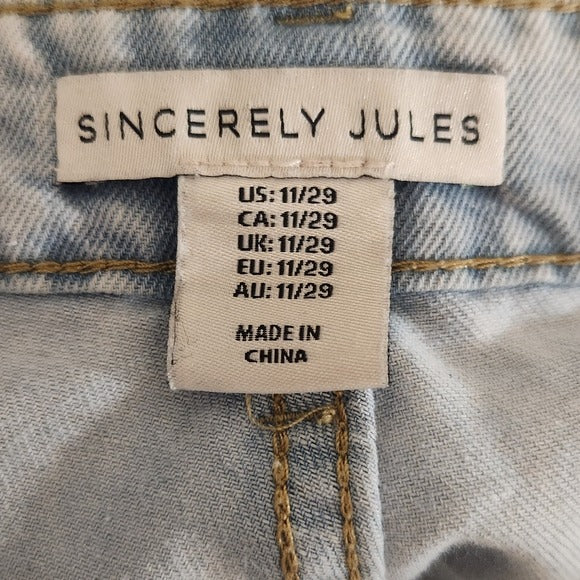 SINCERELY JULES
US: 11/29
CA: 11/29
UK: 11/29
EU: 11/29
AU: 11/29
MADE IN
CHINA